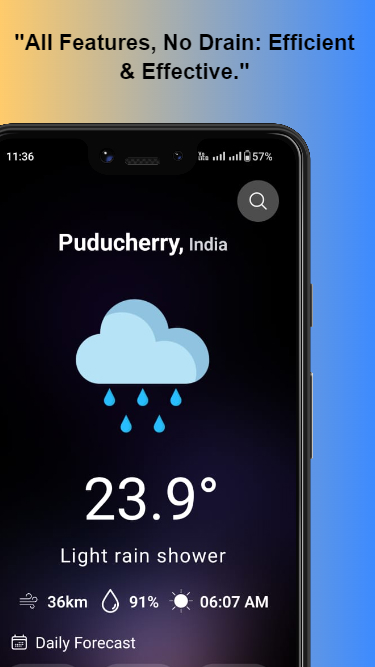 "All Features, No Drain: Efficient
& Effective."
11:36
57%
Puducherry, India
23.9°
Light rain shower
36km 91% 06:07 AM
Daily Forecast